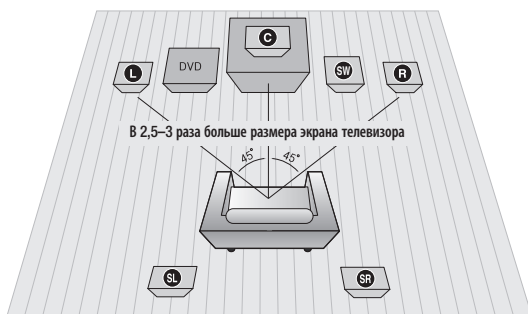 C
L
DVD
SW
R
В 2,5–3 раза больше размера экрана телевизора
45°
45°
SL
SR